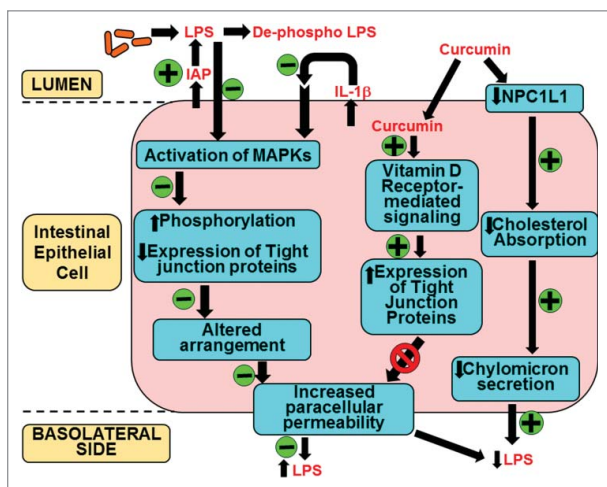 LPS
De-phospho LPS
Curcumin
LUMEN
IAP
IL-1β
NPC1L1
Curcumin
Activation of MAPKs
Vitamin D
Receptor-
mediated
signaling
Intestinal
Epithelial
Cell
Phosphorylation
Expression of Tight
junction proteins
Cholesterol
Absorption
Expression
of Tight
Junction
Proteins
Altered
arrangement
Chylomicron
secretion
Increased
paracellular
permeability
BASOLATERAL
SIDE
LPS
LPS